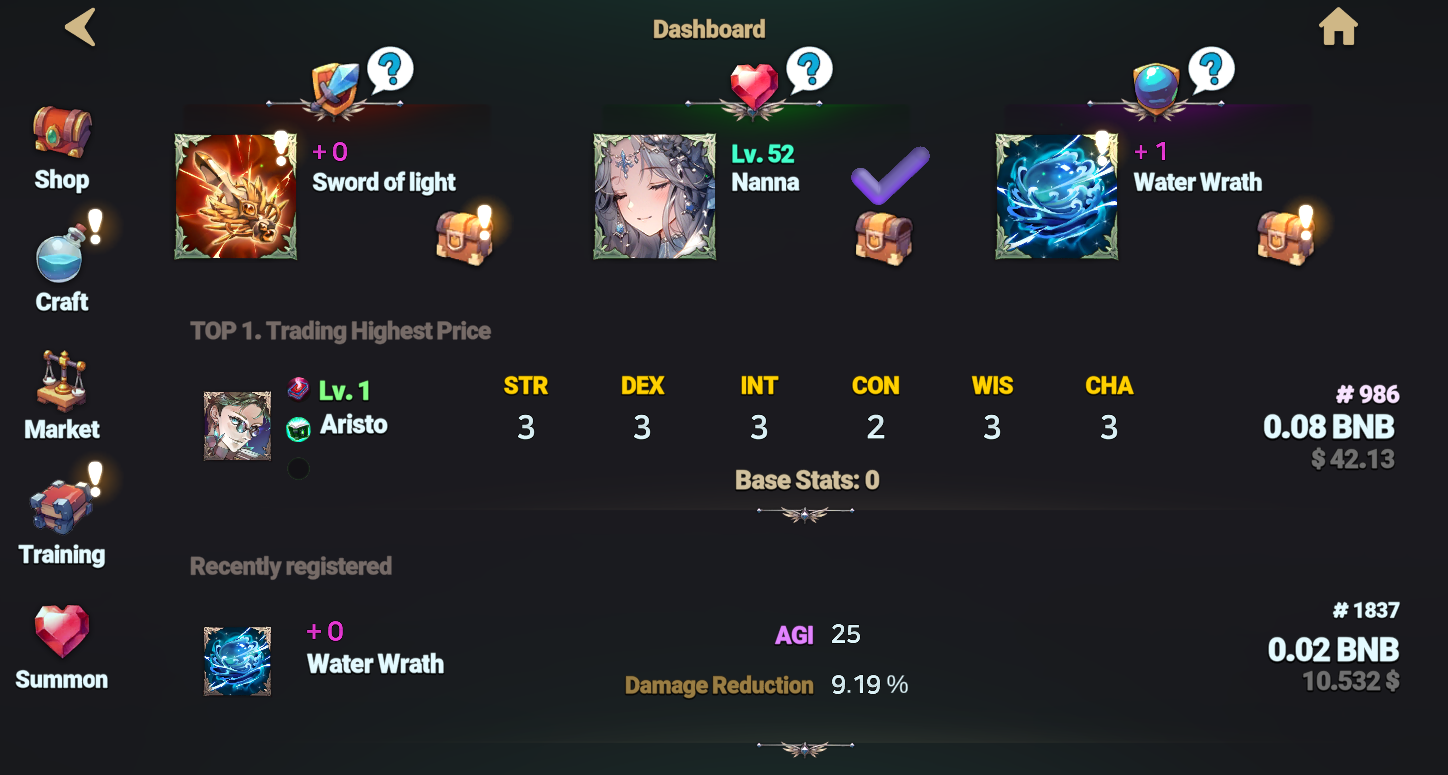 Dashboard
+ 0
Sword of light
Lv. 52
Nanna
+ 1
Water Wrath
Shop
Craft
Market
Training
Summon
TOP 1. Trading Highest Price
Lv. 1
Aristo
STR DEX INT CON WIS CHA
3 3 3 2 3 3
Base Stats: 0
# 986
0.08 BNB
$ 42.13
Recently registered
+ 0
Water Wrath
AGI 25
Damage Reduction 9.19 %
# 1837
0.02 BNB
10.532 $